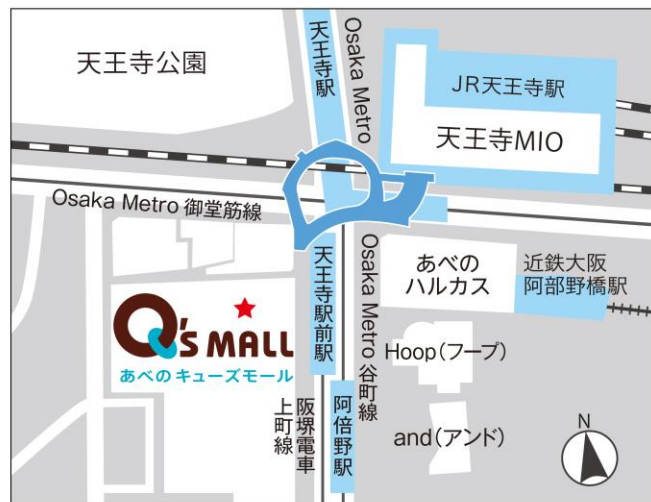 天王寺公園
天王寺駅
Osaka Metro
JR天王寺駅
天王寺MIO
Osaka Metro 御堂筋線
天王寺駅前駅
Osaka Metro 谷町線
あべの
ハルカス
近鉄大阪
阿部野橋駅
Q's MALL
あべのキューズモール
Hoop(フープ)
阪堺電車
上町線
阿倍野駅
and(アンド)
N